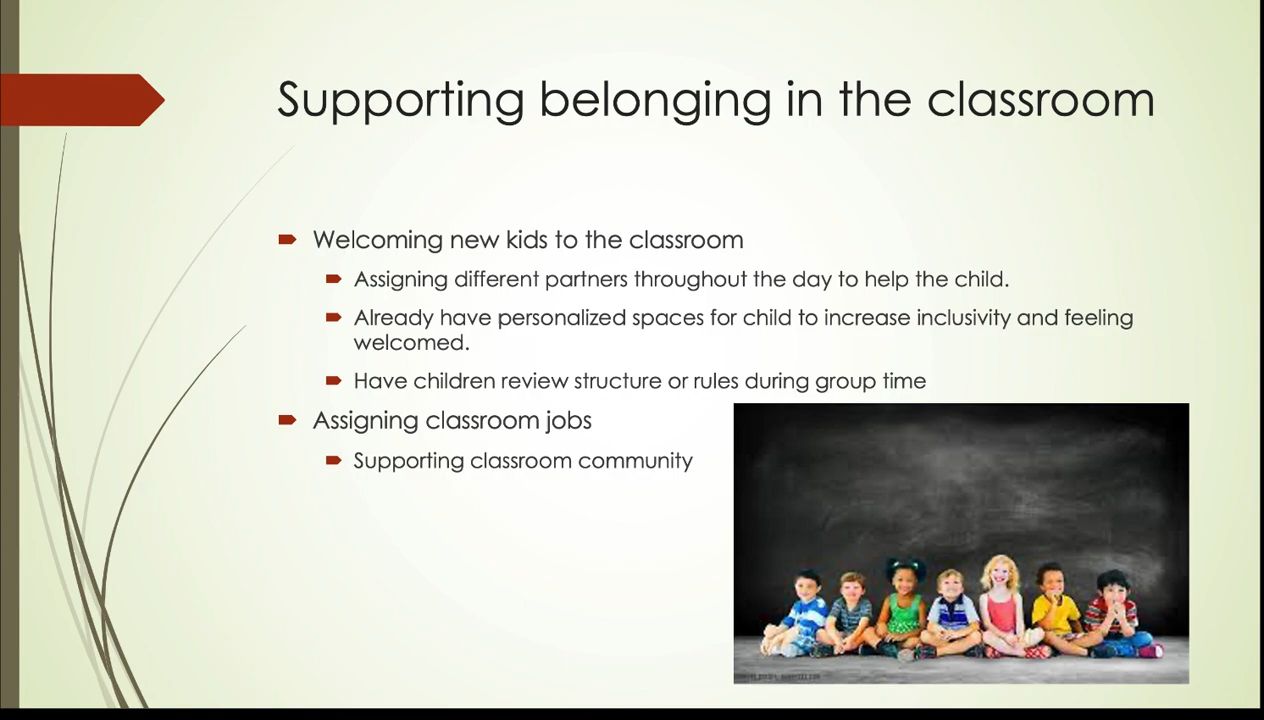 Supporting belonging in the classroom
Welcoming new kids to the classroom
Assigning different partners throughout the day to help the child.
Already have personalized spaces for child to increase inclusivity and feeling
welcomed.
Have children review structure or rules during group time
Assigning classroom jobs
Supporting classroom community